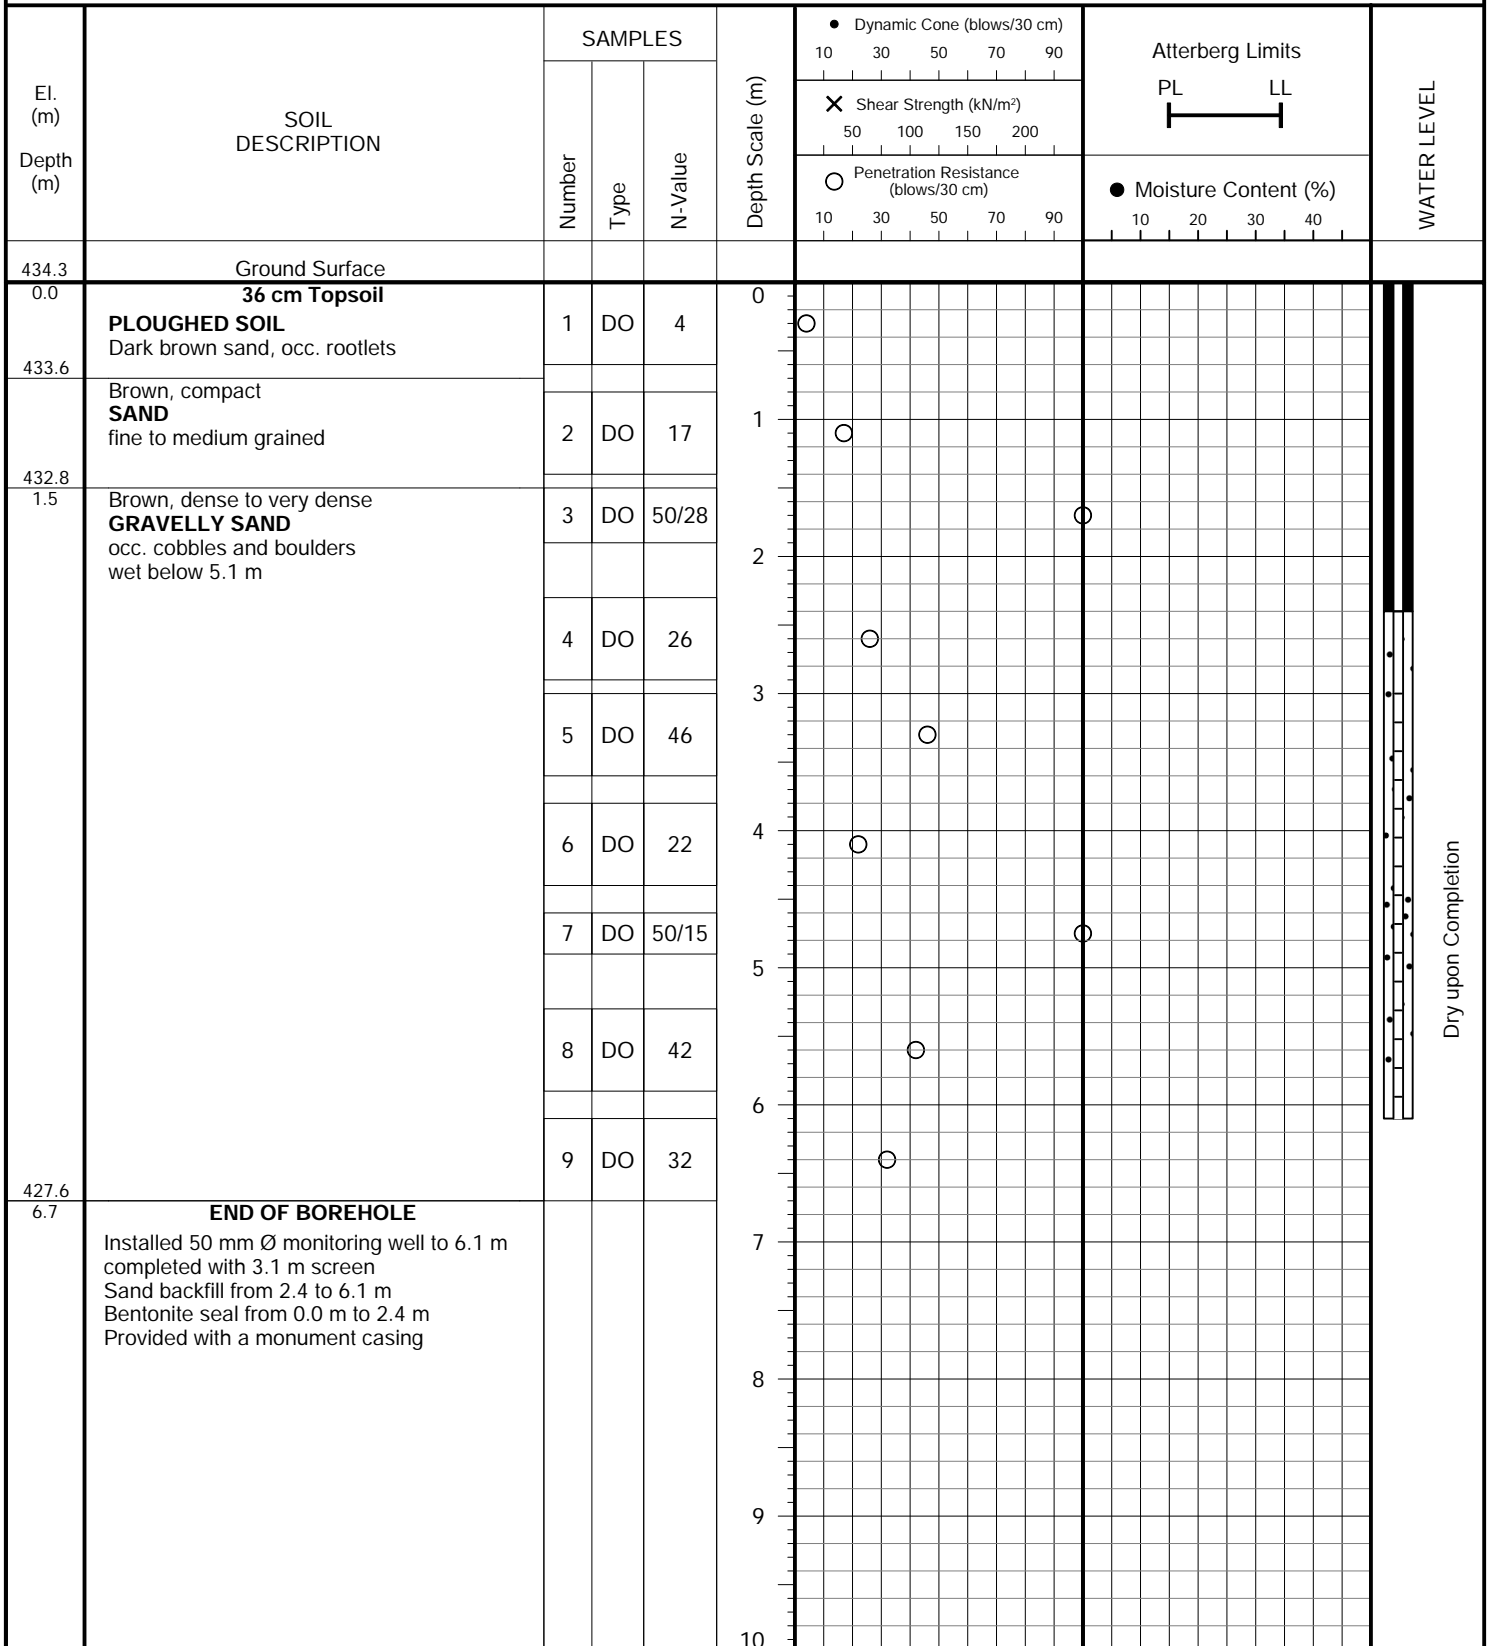 El.
(m)
Depth
(m)
SOIL
DESCRIPTION
SAMPLES
Number
Type
N-Value
Depth Scale (m)
● Dynamic Cone (blows/30 cm)
10 30 50 70 90
✕ Shear Strength (kN/m²)
50 100 150 200
○ Penetration Resistance
(blows/30 cm)
10 30 50 70 90
Atterberg Limits
PL LL
● Moisture Content (%)
10 20 30 40
WATER LEVEL
434.3 Ground Surface
0.0 36 cm Topsoil 0
PLOUGHED SOIL 1 DO 4
Dark brown sand, occ. rootlets
433.6
Brown, compact
SAND 1
fine to medium grained 2 DO 17
432.8
1.5 Brown, dense to very dense
GRAVELLY SAND 3 DO 50/28
occ. cobbles and boulders 2
wet below 5.1 m
4 DO 26
3
5 DO 46
4
6 DO 22
7 DO 50/15
5
Dry upon Completion
8 DO 42
6
9 DO 32
427.6
6.7 END OF BOREHOLE
Installed 50 mm Ø monitoring well to 6.1 m 7
completed with 3.1 m screen
Sand backfill from 2.4 to 6.1 m
Bentonite seal from 0.0 m to 2.4 m
Provided with a monument casing
8
9
10